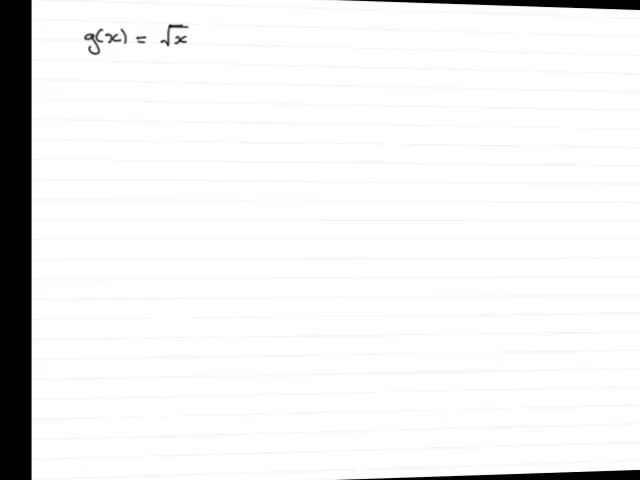 g(x) = √x